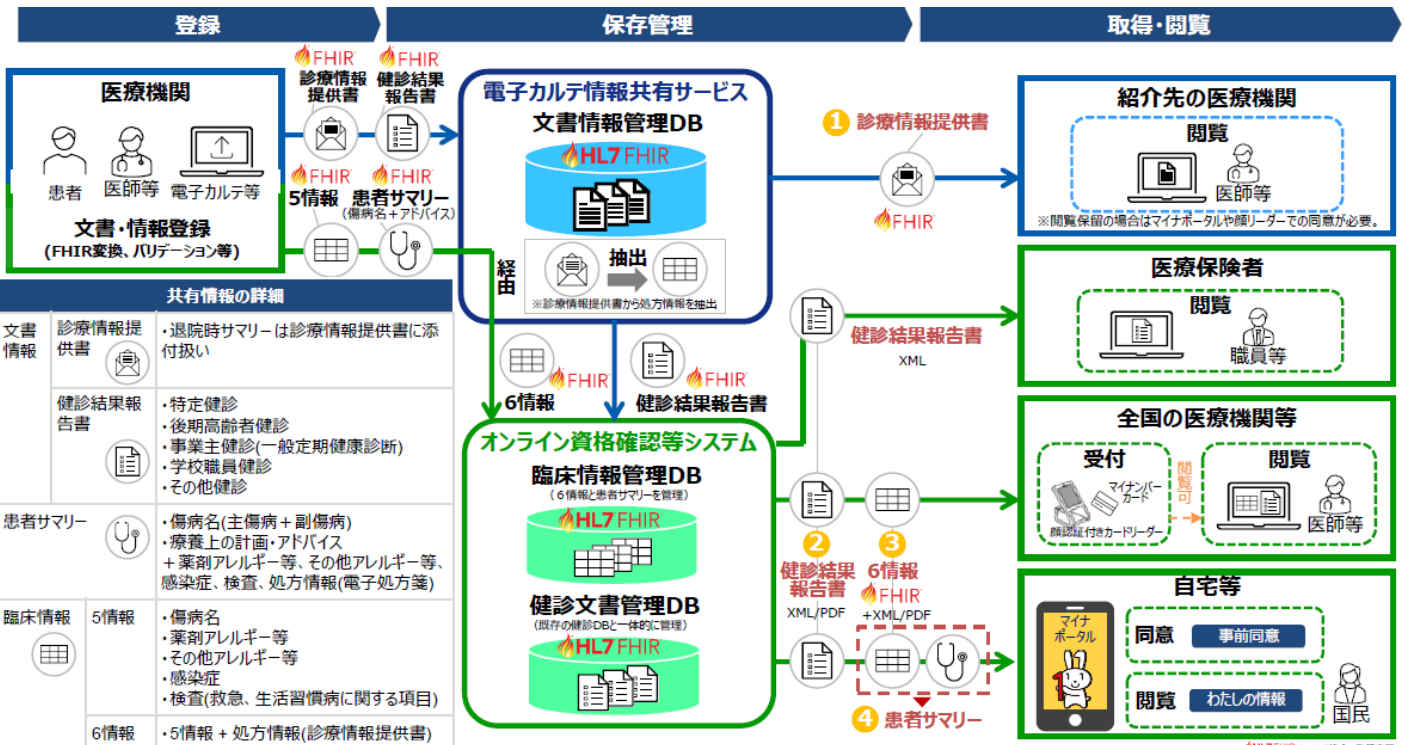 登録
保存管理
取得・閲覧
医療機関
患者
医師等
電子カルテ等
文書・情報登録
(FHIR変換、バリデーション等)
FHIR
診療情報
提供書
FHIR
健診結果
報告書
FHIR
5情報
FHIR
患者サマリー
(傷病名+アドバイス)
電子カルテ情報共有サービス
文書情報管理DB
HL7 FHIR
抽出
※診療情報提供書から処方情報を抽出
経由
FHIR
6情報
FHIR
健診結果報告書
オンライン資格確認等システム
臨床情報管理DB
(6情報と患者サマリーを管理)
HL7 FHIR
健診文書管理DB
(既存の健診DBと一体的に管理)
HL7 FHIR
1 診療情報提供書
FHIR
健診結果報告書
XML
2
健診結果
報告書
XML/PDF
3
6情報
FHIR
+XML/PDF
4 患者サマリー
紹介先の医療機関
閲覧
医師等
※閲覧保留の場合はマイナポータルや顔リーダーでの同意が必要。
医療保険者
閲覧
職員等
全国の医療機関等
受付
マイナンバー
カード
顔認証付きカードリーダー
閲覧可
閲覧
医師等
自宅等
マイナ
ポータル
同意
事前同意
閲覧
わたしの情報
国民
共有情報の詳細
文書
情報
診療情報提
供書
・退院時サマリーは診療情報提供書に添
付扱い
健診結果報
告書
・特定健診
・後期高齢者健診
・事業主健診(一般定期健康診断)
・学校職員健診
・その他健診
患者サマリー
・傷病名(主傷病+副傷病)
・療養上の計画・アドバイス
+薬剤アレルギー等、その他アレルギー等、
感染症、検査、処方情報(電子処方箋)
臨床情報
5情報
・傷病名
・薬剤アレルギー等
・その他アレルギー等
・感染症
・検査(救急、生活習慣病に関する項目)
6情報
・5情報 + 処方情報(診療情報提供書)